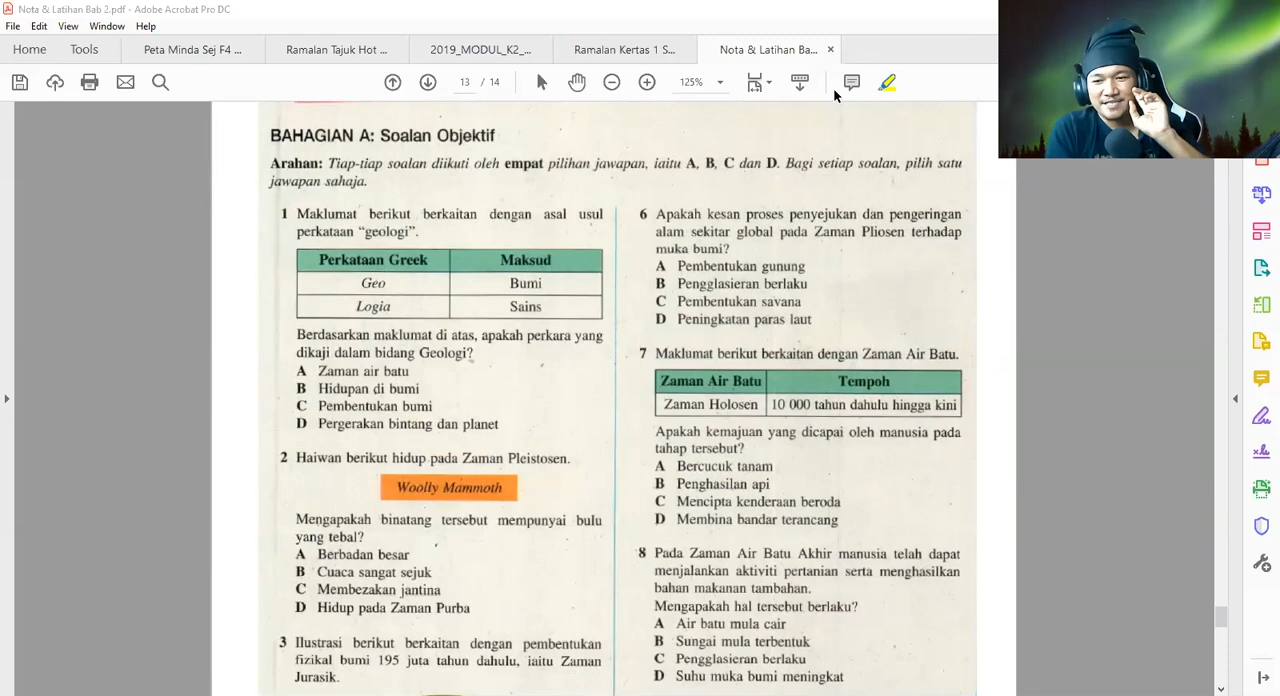 Nota & Latihan Bab 2.pdf - Adobe Acrobat Pro DC
File Edit View Window Help
Home Tools Peta Minda Sej F4 ... Ramalan Tajuk Hot ... 2019_MODUL_K2_... Ramalan Kertas 1 S... Nota & Latihan Ba... ×
13 / 14 125%
BAHAGIAN A: Soalan Objektif
Arahan: Tiap-tiap soalan diikuti oleh empat pilihan jawapan, iaitu A, B, C dan D. Bagi setiap soalan, pilih satu
jawapan sahaja.
1 Maklumat berikut berkaitan dengan asal usul
perkataan “geologi”.
Perkataan Greek Maksud
Geo Bumi
Logia Sains
Berdasarkan maklumat di atas, apakah perkara yang
dikaji dalam bidang Geologi?
A Zaman air batu
B Hidupan di bumi
C Pembentukan bumi
D Pergerakan bintang dan planet
2 Haiwan berikut hidup pada Zaman Pleistosen.
Woolly Mammoth
Mengapakah binatang tersebut mempunyai bulu
yang tebal?
A Berbadan besar
B Cuaca sangat sejuk
C Membezakan jantina
D Hidup pada Zaman Purba
3 Ilustrasi berikut berkaitan dengan pembentukan
fizikal bumi 195 juta tahun dahulu, iaitu Zaman
Jurasik.
6 Apakah kesan proses penyejukan dan pengeringan
alam sekitar global pada Zaman Pliosen terhadap
muka bumi?
A Pembentukan gunung
B Pengglasieran berlaku
C Pembentukan savana
D Peningkatan paras laut
7 Maklumat berikut berkaitan dengan Zaman Air Batu.
Zaman Air Batu Tempoh
Zaman Holosen 10 000 tahun dahulu hingga kini
Apakah kemajuan yang dicapai oleh manusia pada
tahap tersebut?
A Bercucuk tanam
B Penghasilan api
C Mencipta kenderaan beroda
D Membina bandar terancang
8 Pada Zaman Air Batu Akhir manusia telah dapat
menjalankan aktiviti pertanian serta menghasilkan
bahan makanan tambahan.
Mengapakah hal tersebut berlaku?
A Air batu mula cair
B Sungai mula terbentuk
C Pengglasieran berlaku
D Suhu muka bumi meningkat